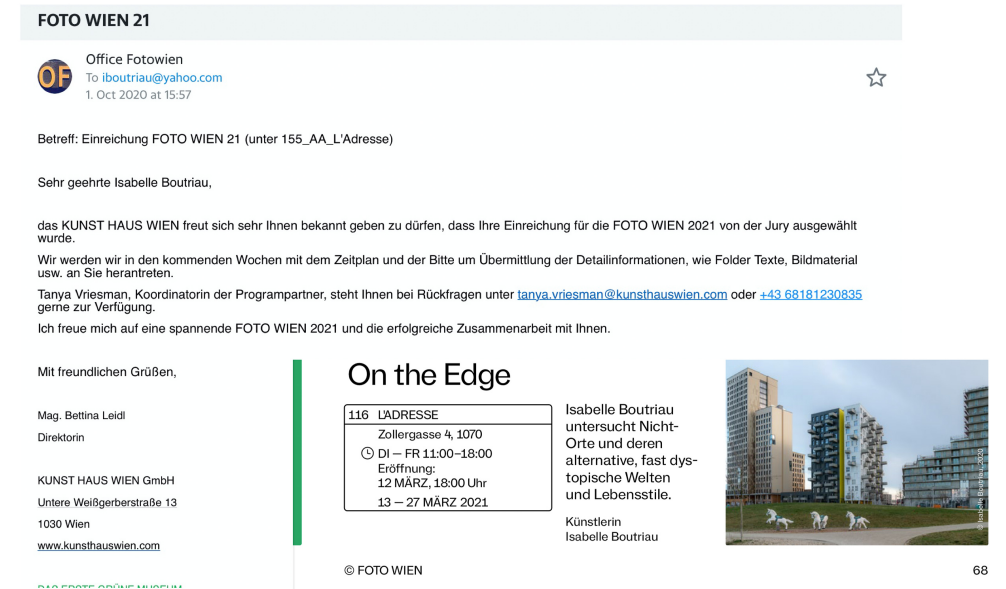 FOTO WIEN 21
OF
Office Fotowien
To iboutriau@yahoo.com
1. Oct 2020 at 15:57
Betreff: Einreichung FOTO WIEN 21 (unter 155_AA_L'Adresse)
Sehr geehrte Isabelle Boutriau,
das KUNST HAUS WIEN freut sich sehr Ihnen bekannt geben zu dürfen, dass Ihre Einreichung für die FOTO WIEN 2021 von der Jury ausgewählt
wurde.
Wir werden wir in den kommenden Wochen mit dem Zeitplan und der Bitte um Übermittlung der Detailinformationen, wie Folder Texte, Bildmaterial
usw. an Sie herantreten.
Tanya Vriesman, Koordinatorin der Programpartner, steht Ihnen bei Rückfragen unter tanya.vriesman@kunsthauswien.com oder +43 68181230835
gerne zur Verfügung.
Ich freue mich auf eine spannende FOTO WIEN 2021 und die erfolgreiche Zusammenarbeit mit Ihnen.
Mit freundlichen Grüßen,
Mag. Bettina Leidl
Direktorin
KUNST HAUS WIEN GmbH
Untere Weißgerberstraße 13
1030 Wien
www.kunsthauswien.com
DAS ERSTE GRÜNE MUSEUM
On the Edge
116 L'ADRESSE
Zollergasse 4, 1070
DI – FR 11:00–18:00
Eröffnung:
12 MÄRZ, 18:00 Uhr
13 – 27 MÄRZ 2021
Isabelle Boutriau
untersucht Nicht-
Orte und deren
alternative, fast dys-
topische Welten
und Lebensstile.
Künstlerin
Isabelle Boutriau
© Isabelle Boutriau, 2020
© FOTO WIEN
68